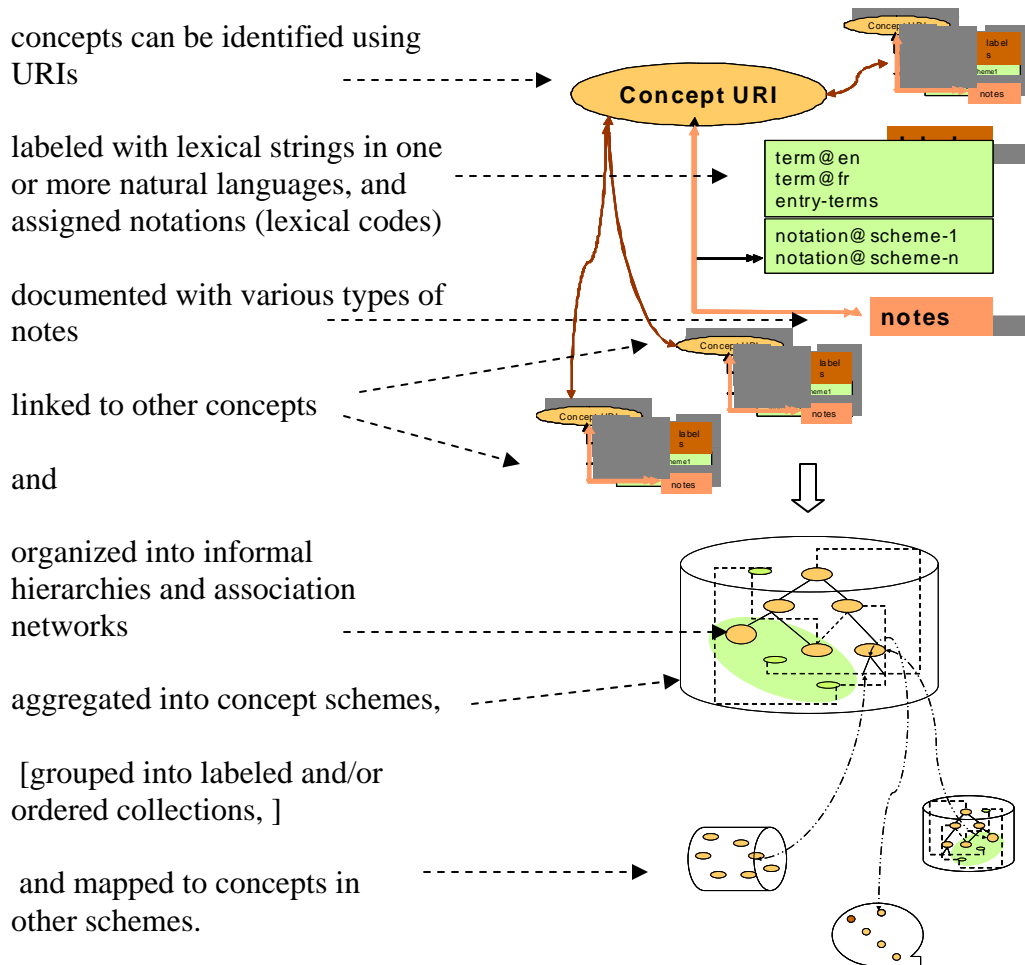 concepts can be identified using
URIs
labeled with lexical strings in one
or more natural languages, and
assigned notations (lexical codes)
documented with various types of
notes
linked to other concepts
and
organized into informal
hierarchies and association
networks
aggregated into concept schemes,
[grouped into labeled and/or
ordered collections, ]
and mapped to concepts in
other schemes.
label
s
notes
Concept URI
term@en
term@fr
entry-terms
notation@scheme-1
notation@scheme-n
notes
label
s
notes
label
s
notes